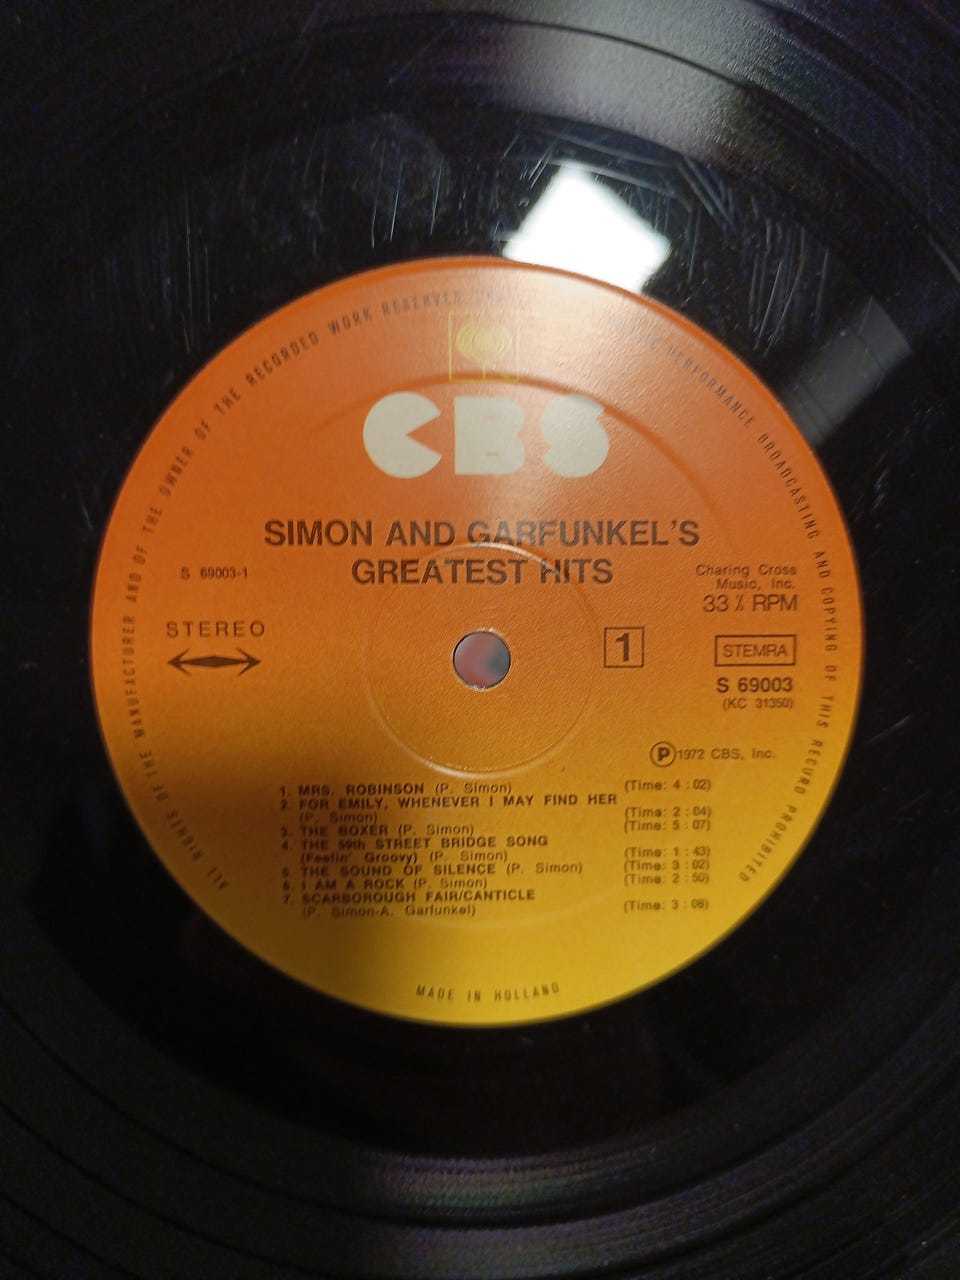 ALL RIGHTS OF THE MANUFACTURER AND OF THE OWNER OF THE RECORDED WORK RESERVED
PERFORMANCE BROADCASTING AND COPYING OF THIS RECORD PROHIBITED
CBS
SIMON AND GARFUNKEL'S
GREATEST HITS
S 69003-1
Charing Cross
Music, Inc.
33 ⅓ RPM
STEREO
1
STEMRA
S 69003
(KC 31350)
Ⓟ 1972 CBS, Inc.
1. MRS. ROBINSON (P. Simon) (Time: 4 : 02)
2. FOR EMILY, WHENEVER I MAY FIND HER
(P. Simon) (Time: 2 : 04)
3. THE BOXER (P. Simon) (Time: 5 : 07)
4. THE 59th STREET BRIDGE SONG
(Feelin' Groovy) (P. Simon) (Time: 1 : 43)
5. THE SOUND OF SILENCE (P. Simon) (Time: 3 : 02)
6. I AM A ROCK (P. Simon) (Time: 2 : 50)
7. SCARBOROUGH FAIR/CANTICLE
(P. Simon-A. Garfunkel) (Time: 3 : 08)
MADE IN HOLLAND